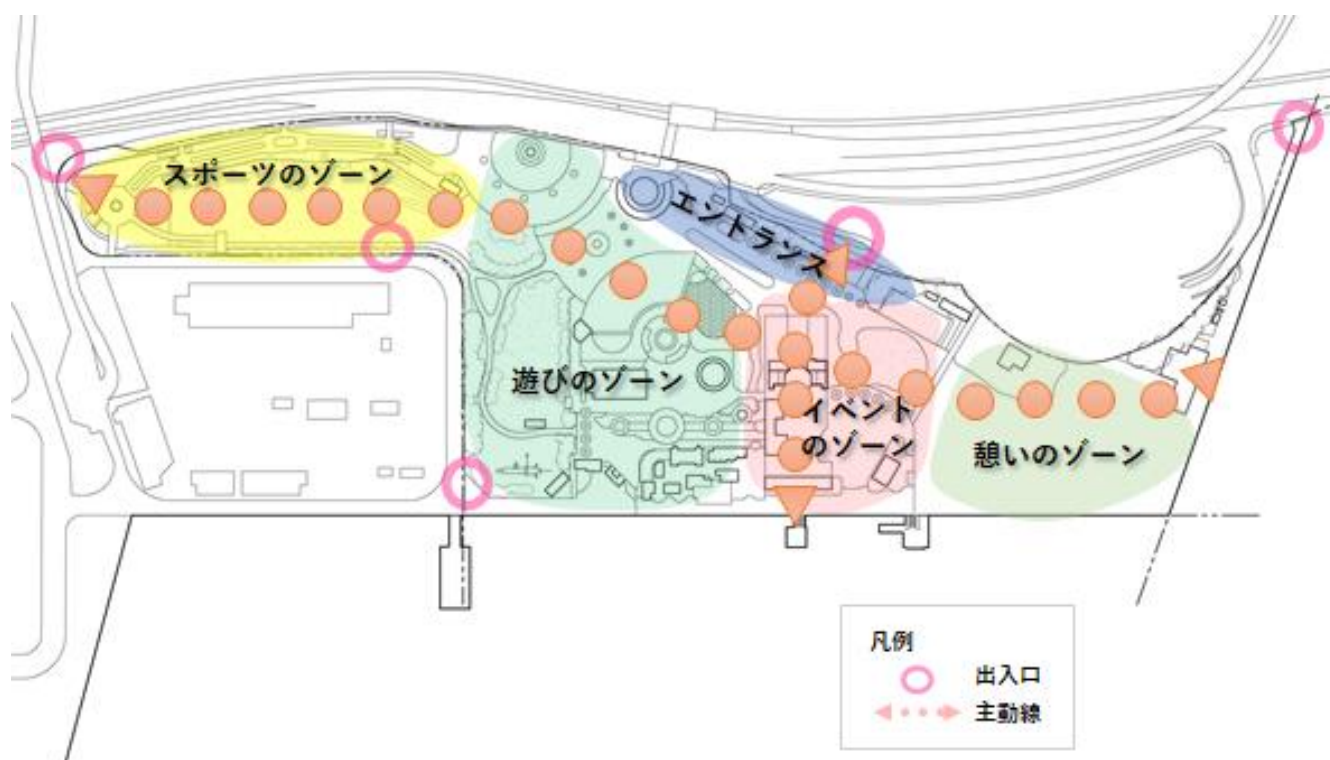 スポーツのゾーン
エントランス
遊びのゾーン
イベント
のゾーン
憩いのゾーン
凡例
出入口
主動線